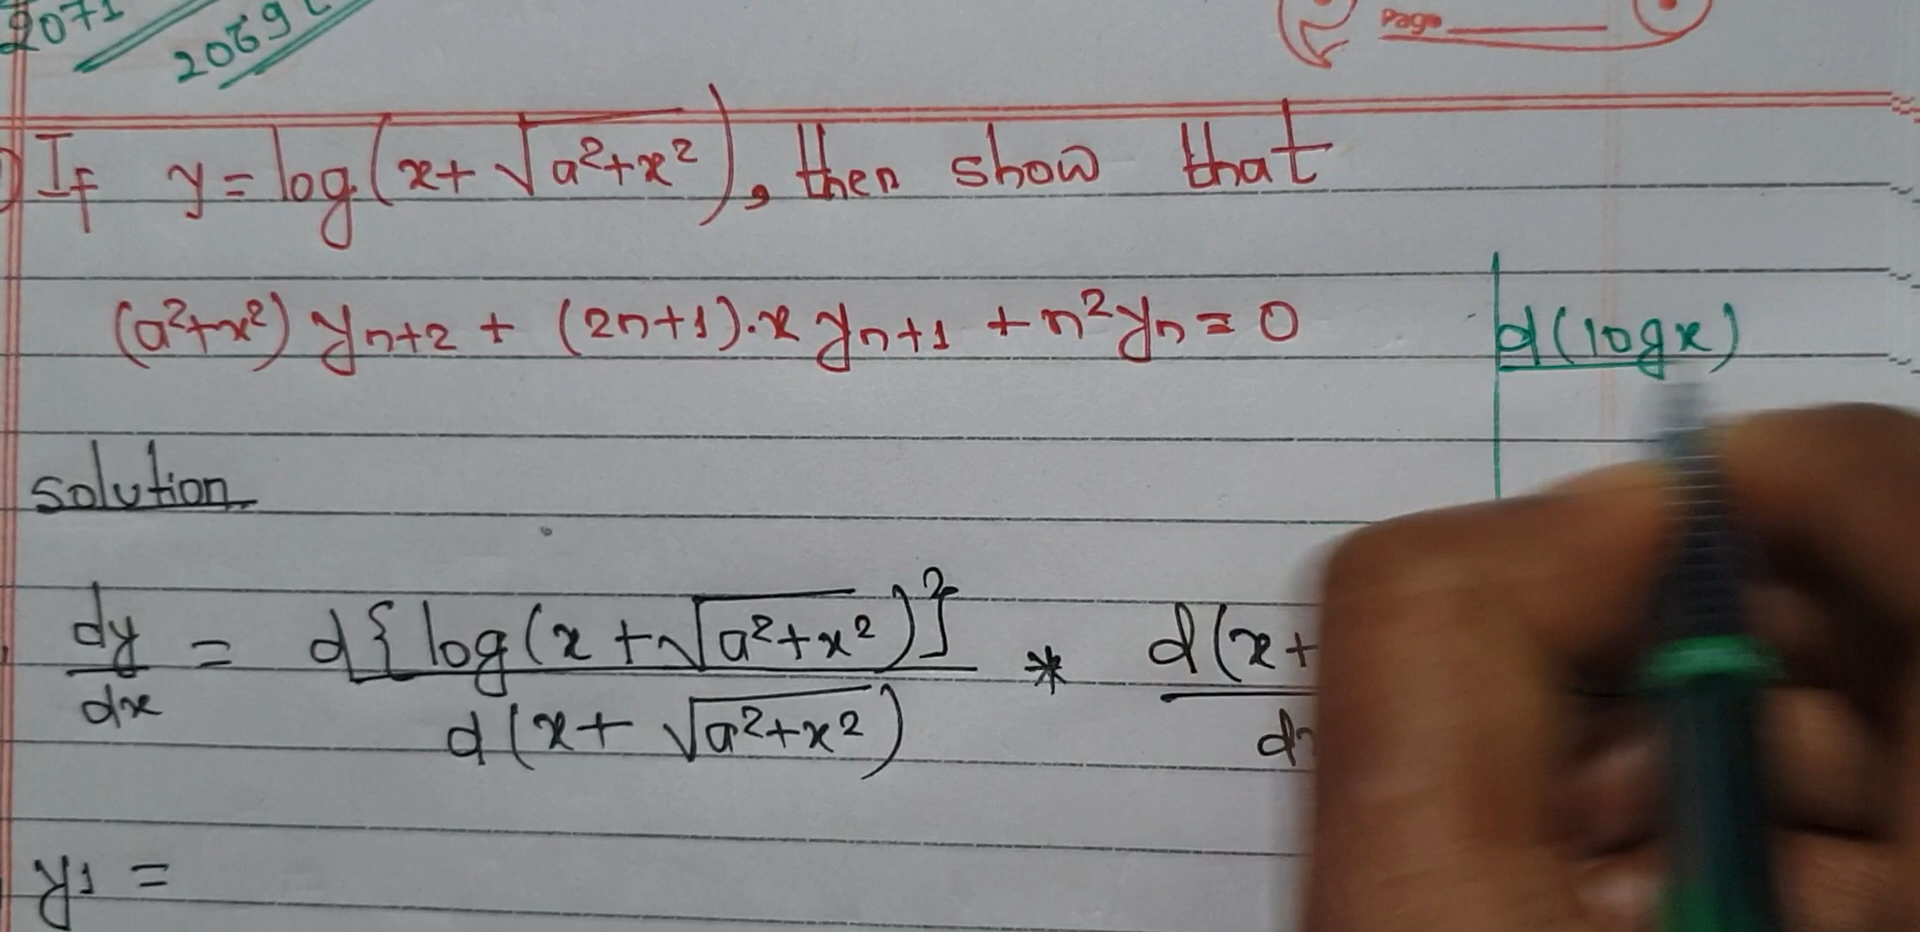 2071
2069
Page
If y = log(x + √(a²+x²)), then show that
(a²+x²) yn+2 + (2n+1).x yn+1 + n²yn = 0
d(logx)
solution
dy/dx = d{log(x + √(a²+x²))}/d(x + √(a²+x²)) * d(x+
y1 =